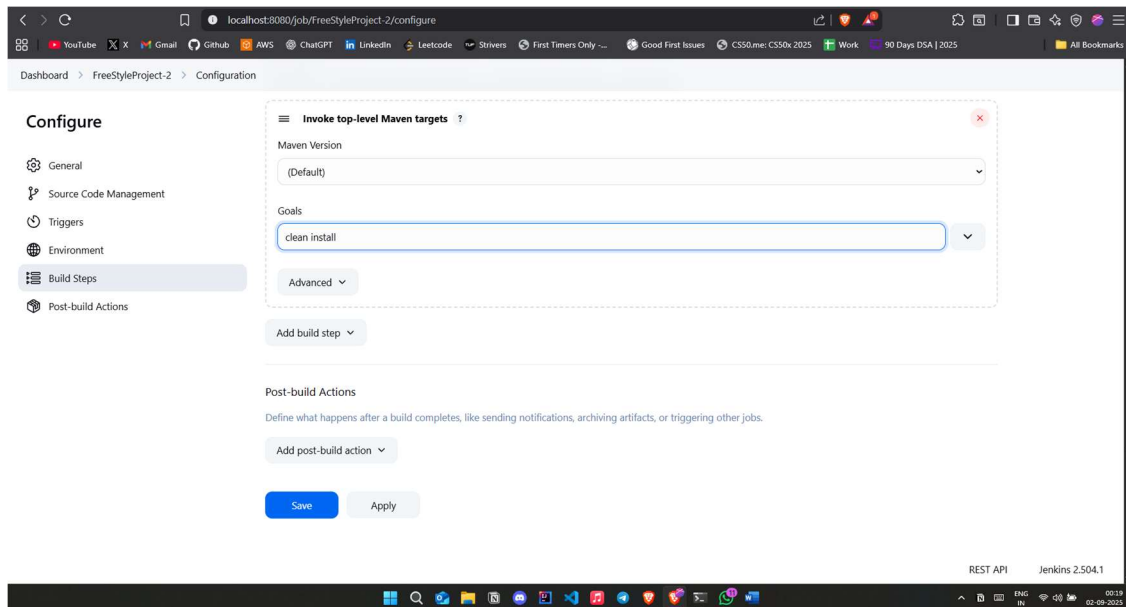 localhost:8080/job/FreeStyleProject-2/configure
YouTube X Gmail Github AWS ChatGPT LinkedIn Leetcode Strivers First Timers Only -... Good First Issues CS50.me: CS50x 2025 Work 90 Days DSA | 2025 All Bookmarks
Dashboard > FreeStyleProject-2 > Configuration
Configure
General
Source Code Management
Triggers
Environment
Build Steps
Post-build Actions
Invoke top-level Maven targets ?
Maven Version
(Default)
Goals
clean install
Advanced
Add build step
Post-build Actions
Define what happens after a build completes, like sending notifications, archiving artifacts, or triggering other jobs.
Add post-build action
Save Apply
REST API Jenkins 2.504.1
ENG 00:19
IN 02-09-2025